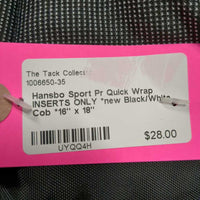 The Tack Collecti
1006650-35
Hansbo Sport Pr Quick Wrap
INSERTS ONLY *new Black/White
Cob *16" x 18"
$28.00
UYQQ4H